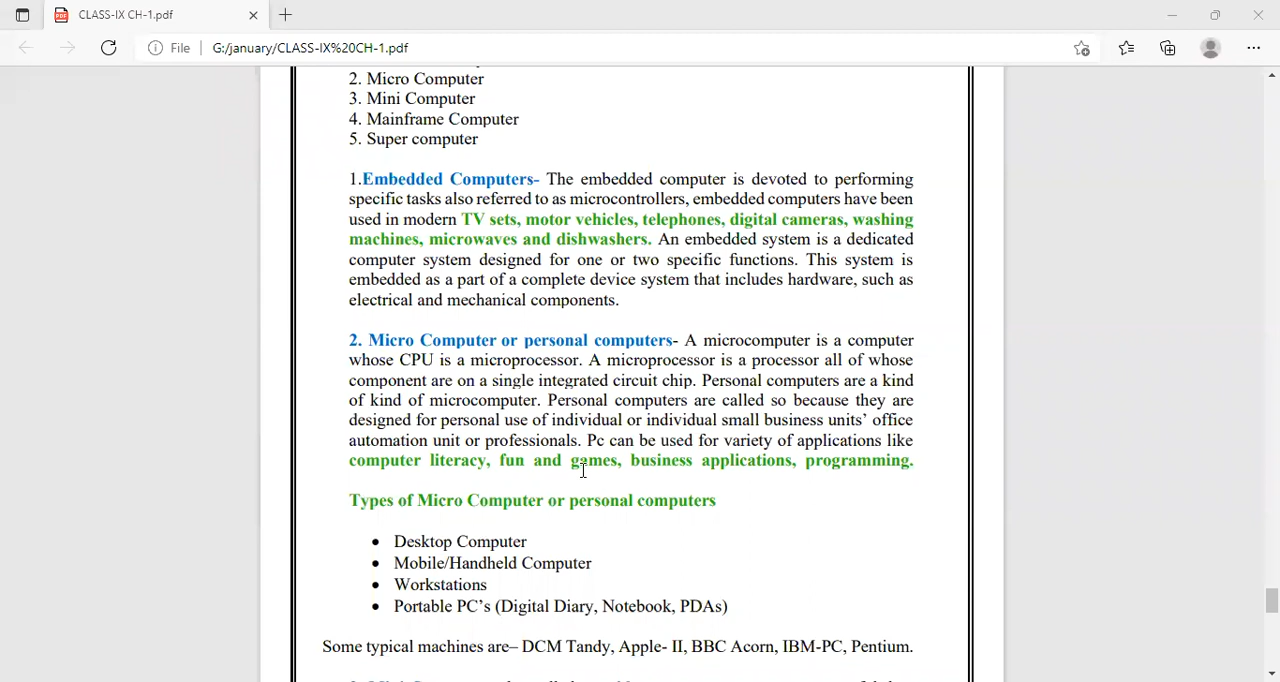 CLASS-IX CH-1.pdf
File G:/january/CLASS-IX%20CH-1.pdf
2. Micro Computer
3. Mini Computer
4. Mainframe Computer
5. Super computer
1.Embedded Computers- The embedded computer is devoted to performing
specific tasks also referred to as microcontrollers, embedded computers have been
used in modern TV sets, motor vehicles, telephones, digital cameras, washing
machines, microwaves and dishwashers. An embedded system is a dedicated
computer system designed for one or two specific functions. This system is
embedded as a part of a complete device system that includes hardware, such as
electrical and mechanical components.
2. Micro Computer or personal computers- A microcomputer is a computer
whose CPU is a microprocessor. A microprocessor is a processor all of whose
component are on a single integrated circuit chip. Personal computers are a kind
of kind of microcomputer. Personal computers are called so because they are
designed for personal use of individual or individual small business units’ office
automation unit or professionals. Pc can be used for variety of applications like
computer literacy, fun and games, business applications, programming.
Types of Micro Computer or personal computers
• Desktop Computer
• Mobile/Handheld Computer
• Workstations
• Portable PC’s (Digital Diary, Notebook, PDAs)
Some typical machines are– DCM Tandy, Apple- II, BBC Acorn, IBM-PC, Pentium.